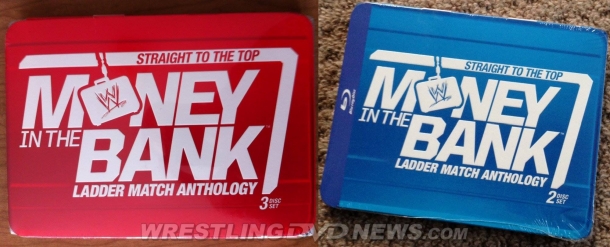 STRAIGHT TO THE TOP
MONEY
W
IN THE
BANK
LADDER MATCH ANTHOLOGY
3 DISC
SET
STRAIGHT TO THE TOP
MONEY
W
IN THE
BANK
LADDER MATCH ANTHOLOGY
2 DISC
SET
WRESTLINGDVDNEWS.COM